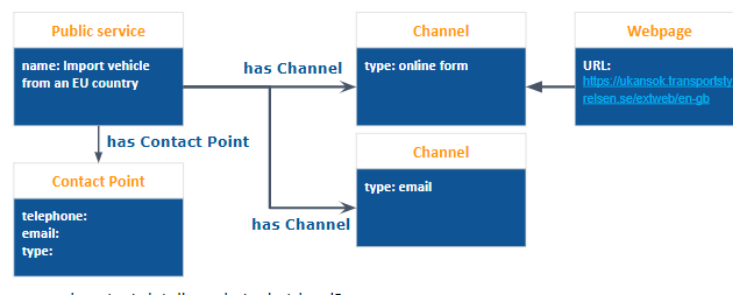 Public service
name: Import vehicle
from an EU country
has Channel
Channel
type: online form
Webpage
URL:
https://ukansok.transportsty
relsen.se/extweb/en-gb
has Contact Point
Contact Point
telephone:
email:
type:
Channel
type: email
has Channel